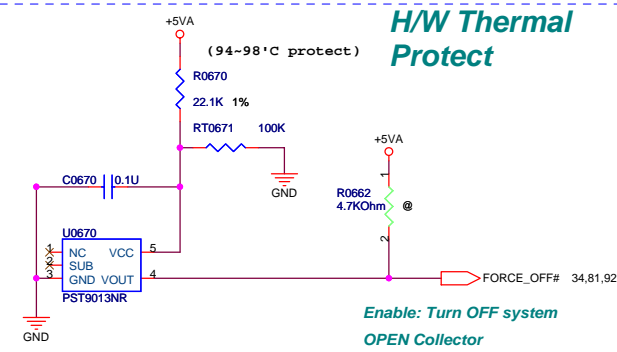 H/W Thermal
Protect
+5VA
(94~98'C protect)
R0670
22.1K 1%
RT0671 100K
+5VA
C0670 0.1U
GND
1
R0662
4.7KOhm @
2
U0670
1 NC VCC 5
2 SUB
3 GND VOUT 4
PST9013NR
FORCE_OFF# 34,81,92
GND
Enable: Turn OFF system
OPEN Collector